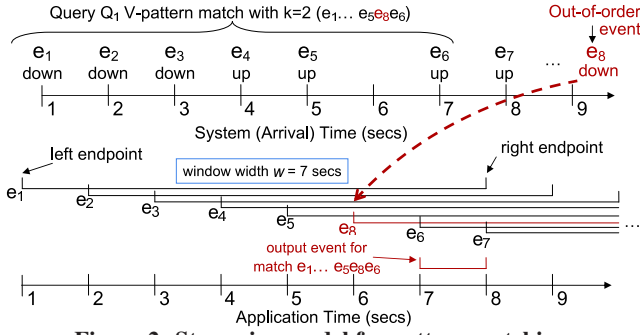 Query Q1 V-pattern match with k=2 (e1… e5e8e6)
Out-of-order
event
e1 e2 e3 e4 e5 e6 e7 … e8
down down down up up up up down
1 2 3 4 5 6 7 8 9
System (Arrival) Time (secs)
left endpoint
right endpoint
window width w = 7 secs
e1
e2
e3
e4
e5
e8
e6
e7
…
output event for
match e1… e5e8e6
1 2 3 4 5 6 7 8 9
Application Time (secs)